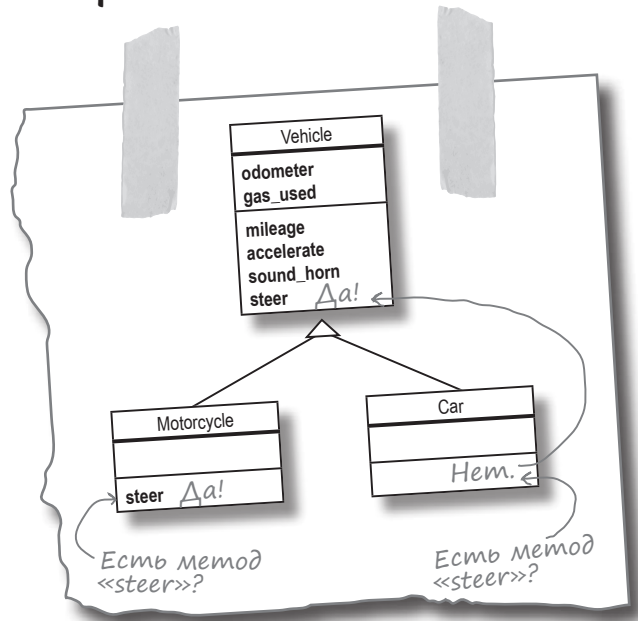 Vehicle
odometer
gas_used
mileage
accelerate
sound_horn
steer Да!
Motorcycle
steer Да!
Car
Нет.
Есть метод
«steer»?
Есть метод
«steer»?